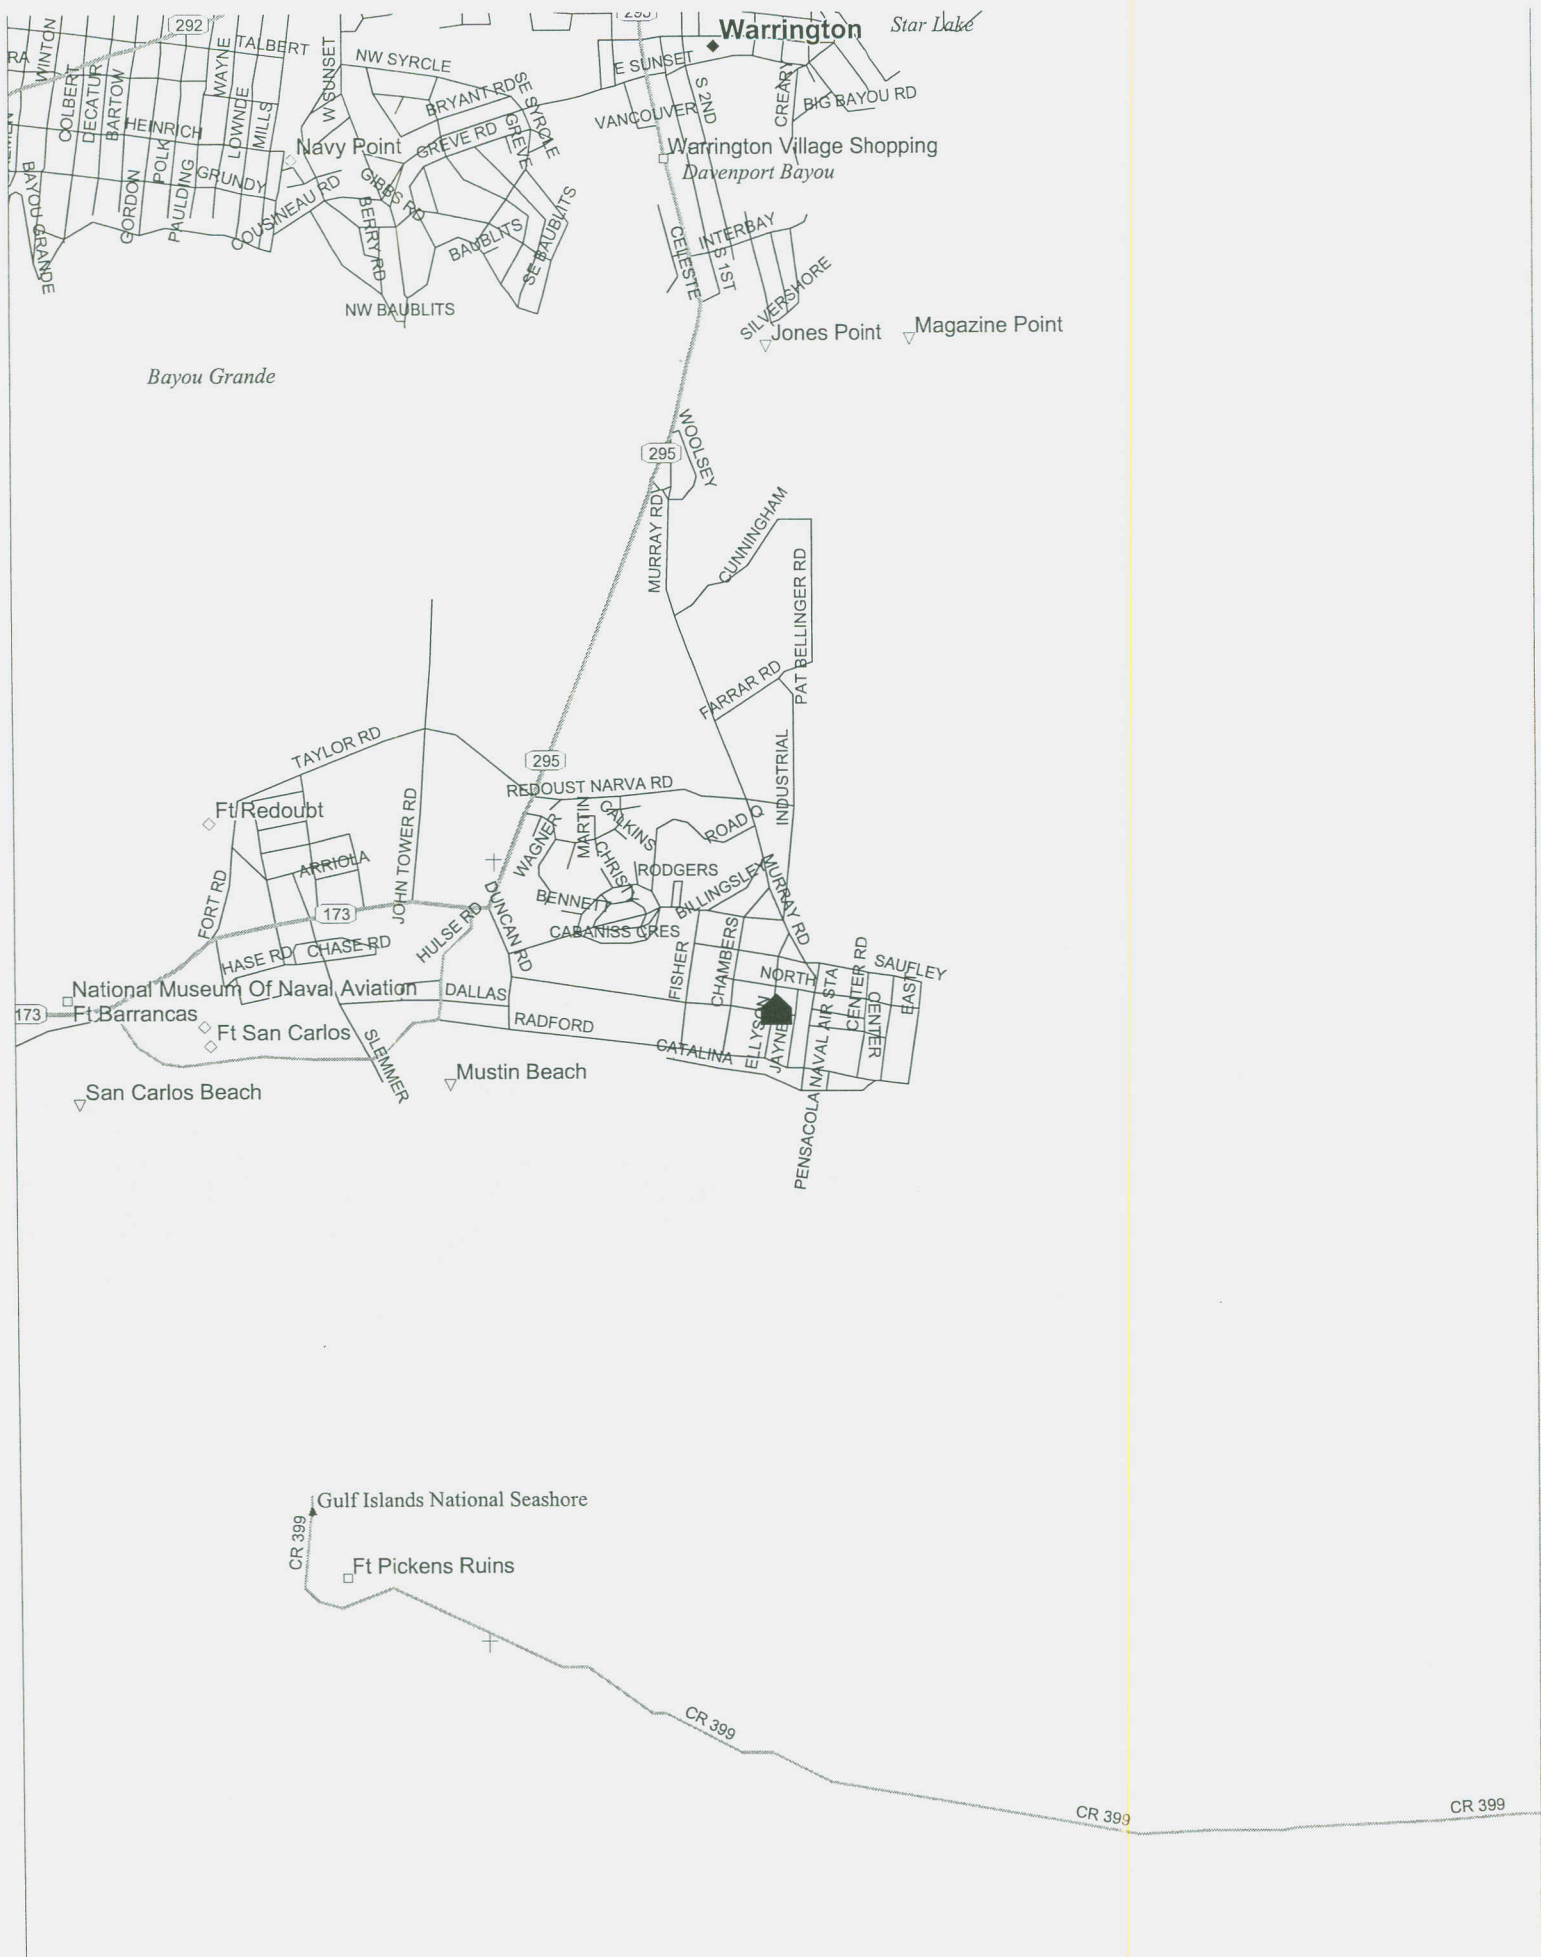 292
295
Warrington
Star Lake
WINTON
RA
COLBERT
DECATUR
BARTOW
WAYNE
TALBERT
W SUNSET
NW SYRCLE
E SUNSET
S 2ND
CREARY
BIG BAYOU RD
HEINRICH
LOWNDE
MILLS
BRYANT RD
SE SYRCLE
VANCOUVER
Navy Point
GREVE RD
GREVE
Warrington Village Shopping
Davenport Bayou
BAYOU GRANDE
GORDON
POLK
PAULDING
GRUNDY
COUSINEAU RD
GIBBS RD
BERRY RD
BAUBLITS
SE BAUBLITS
CELESTE
INTERBAY
S 1ST
SILVERSHORE
NW BAUBLITS
Jones Point
Magazine Point
Bayou Grande
WOOLSEY
295
MURRAY RD
CUNNINGHAM
PAT BELLINGER RD
FARRAR RD
TAYLOR RD
295
INDUSTRIAL
REDOUST NARVA RD
Ft Redoubt
JOHN TOWER RD
WAGNER
MARTIN
CALKINS
ROAD Q
ARRIOLA
CHRISTY
RODGERS
BILLINGSLEY
MURRAY RD
FORT RD
173
DUNCAN RD
BENNETT
HULSE RD
CABANISS CRES
HASE RD
CHASE RD
FISHER
CHAMBERS
NORTH
CENTER RD
SAUFLEY
National Museum Of Naval Aviation
DALLAS
EAST
173
Ft Barrancas
Ft San Carlos
RADFORD
CENTER
SLEMMER
CATALINA
ELLYSON
JAYNE
PENSACOLA NAVAL AIR STA
Mustin Beach
San Carlos Beach
Gulf Islands National Seashore
CR 399
Ft Pickens Ruins
CR 399
CR 399
CR 399